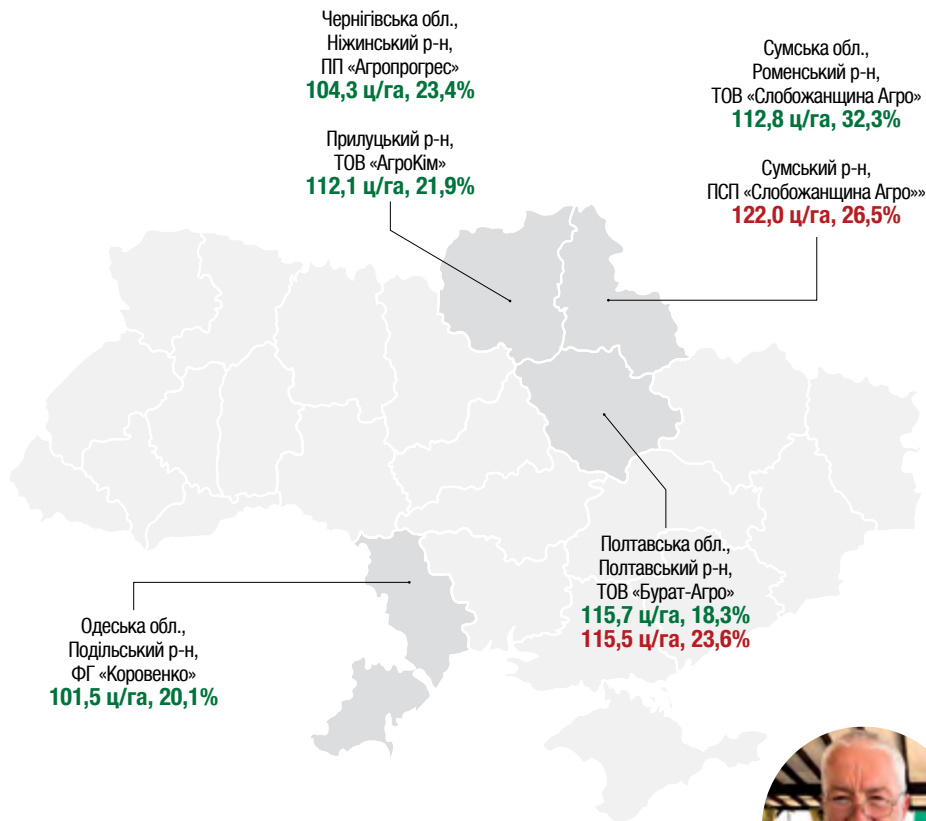 Чернігівська обл.,
Ніжинський р-н,
ПП «Агропрогрес»
104,3 ц/га, 23,4%
Прилуцький р-н,
ТОВ «АгроКім»
112,1 ц/га, 21,9%
Сумська обл.,
Роменський р-н,
ТОВ «Слобожанщина Агро»
112,8 ц/га, 32,3%
Сумський р-н,
ПСП «Слобожанщина Агро»»
122,0 ц/га, 26,5%
Полтавська обл.,
Полтавський р-н,
ТОВ «Бурат-Агро»
115,7 ц/га, 18,3%
115,5 ц/га, 23,6%
Одеська обл.,
Подільський р-н,
ФГ «Коровенко»
101,5 ц/га, 20,1%